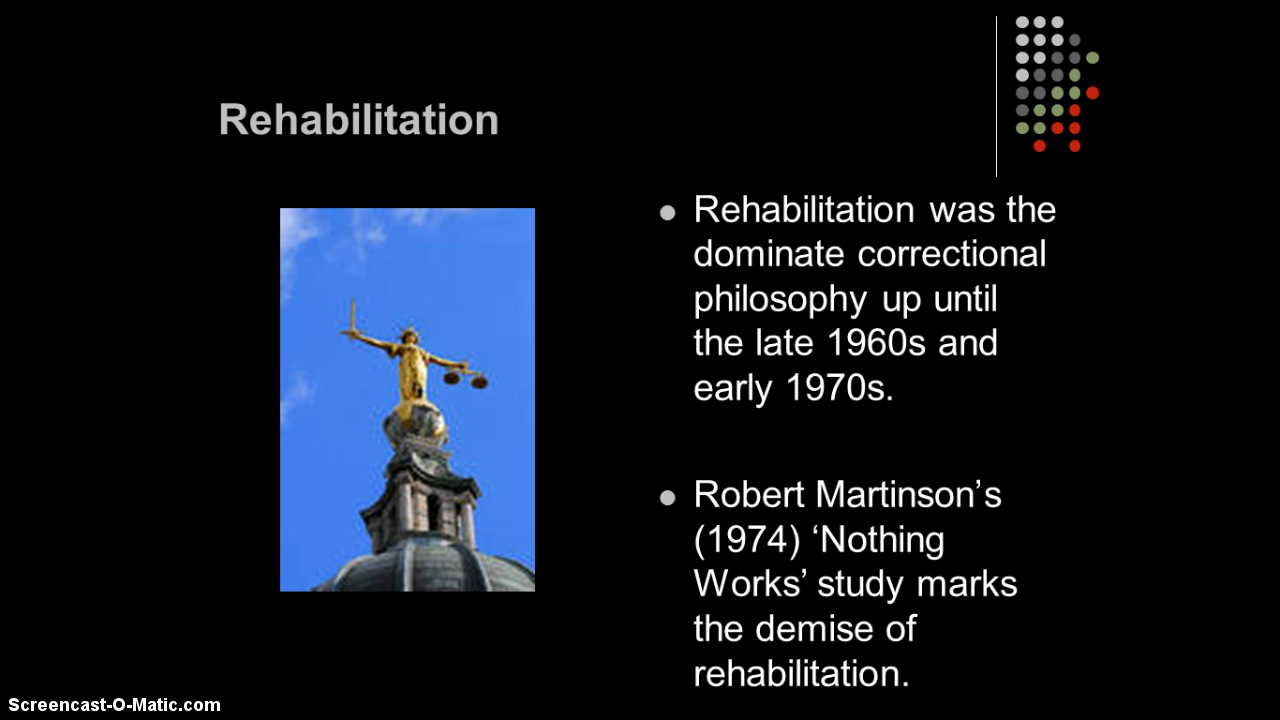 Rehabilitation
Rehabilitation was the
dominate correctional
philosophy up until
the late 1960s and
early 1970s.
Robert Martinson’s
(1974) ‘Nothing
Works’ study marks
the demise of
rehabilitation.
Screencast-O-Matic.com